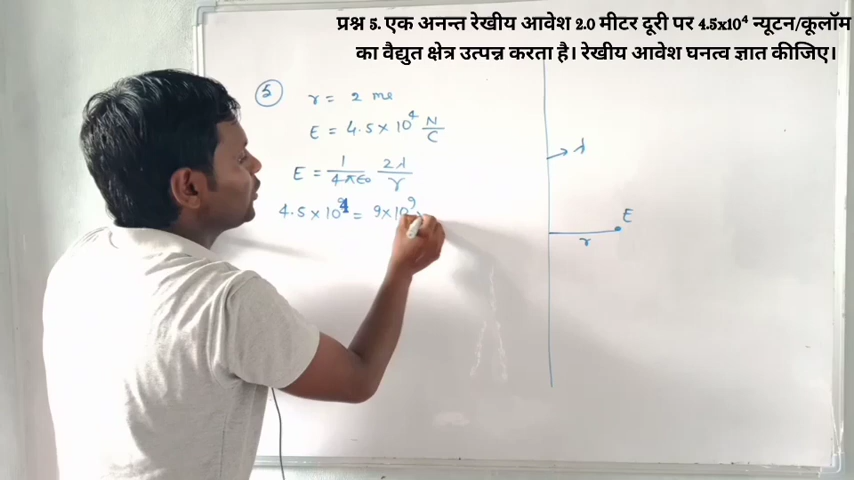 प्रश्न 5. एक अनन्त रेखीय आवेश 2.0 मीटर दूरी पर 4.5x10⁴ न्यूटन/कूलॉम
का वैद्युत क्षेत्र उत्पन्न करता है। रेखीय आवेश घनत्व ज्ञात कीजिए।
5
r = 2 me
E = 4.5 × 10⁴ N/C
E = 1/4πε₀ 2λ/r
4.5 × 10⁴ = 9×10⁹ ×
λ
E
r